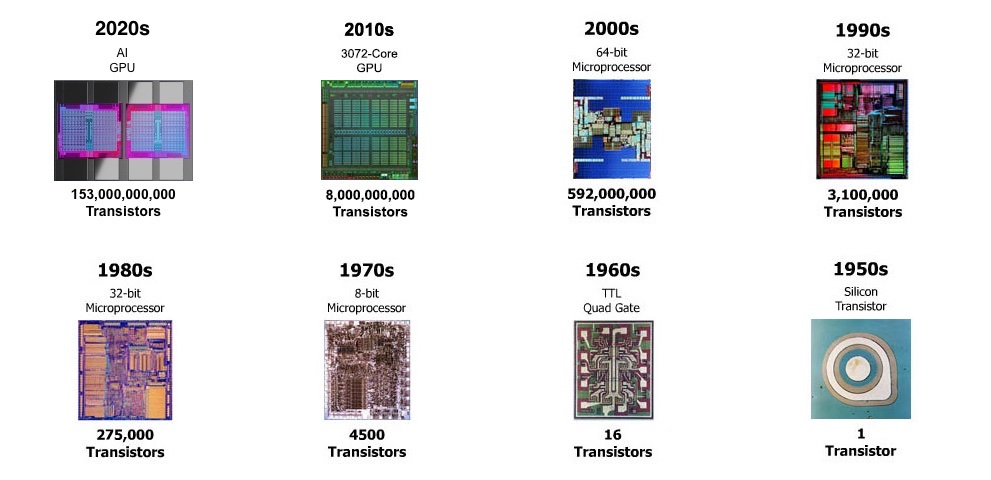 2020s
AI
GPU
153,000,000,000
Transistors
2010s
3072-Core
GPU
8,000,000,000
Transistors
2000s
64-bit
Microprocessor
592,000,000
Transistors
1990s
32-bit
Microprocessor
3,100,000
Transistors
1980s
32-bit
Microprocessor
275,000
Transistors
1970s
8-bit
Microprocessor
4500
Transistors
1960s
TTL
Quad Gate
16
Transistors
1950s
Silicon
Transistor
1
Transistor